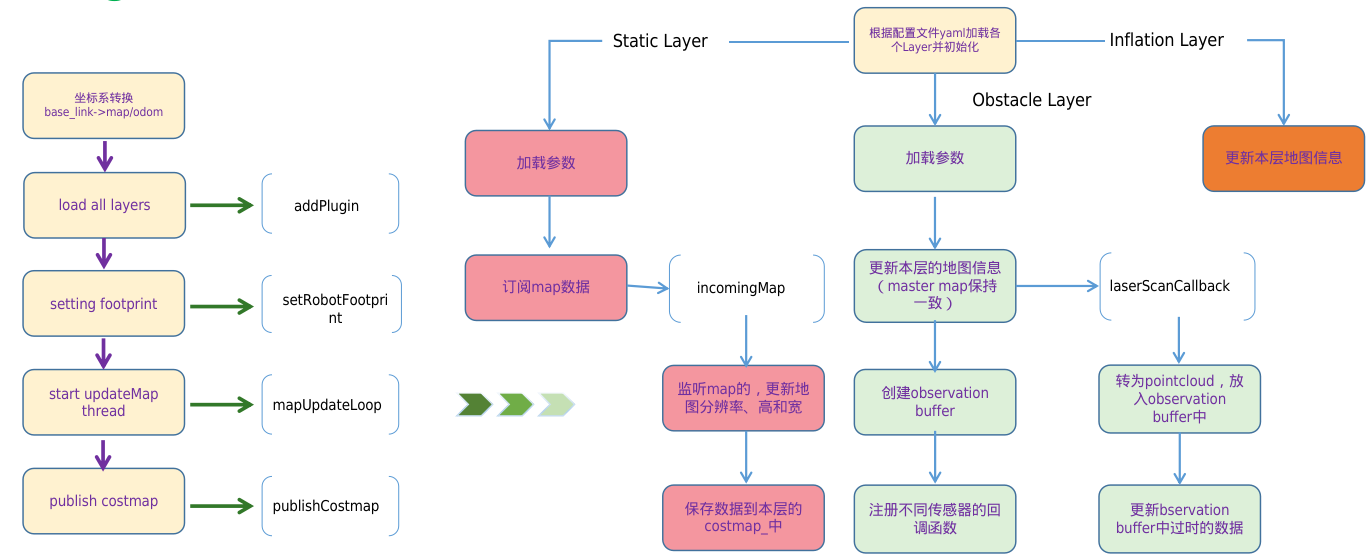 坐标系转换
base_link->map/odom
load all layers
addPlugin
setting footprint
setRobotFootpri
nt
start updateMap
thread
mapUpdateLoop
publish costmap
publishCostmap
根据配置文件yaml加载各
个Layer并初始化
Static Layer
Inflation Layer
Obstacle Layer
加载参数
订阅map数据
incomingMap
监听map的，更新地
图分辨率、高和宽
保存数据到本层的
costmap_中
加载参数
更新本层的地图信息
（master map保持
一致）
创建observation
buffer
注册不同传感器的回
调函数
laserScanCallback
转为pointcloud，放
入observation
buffer中
更新bservation
buffer中过时的数据
更新本层地图信息